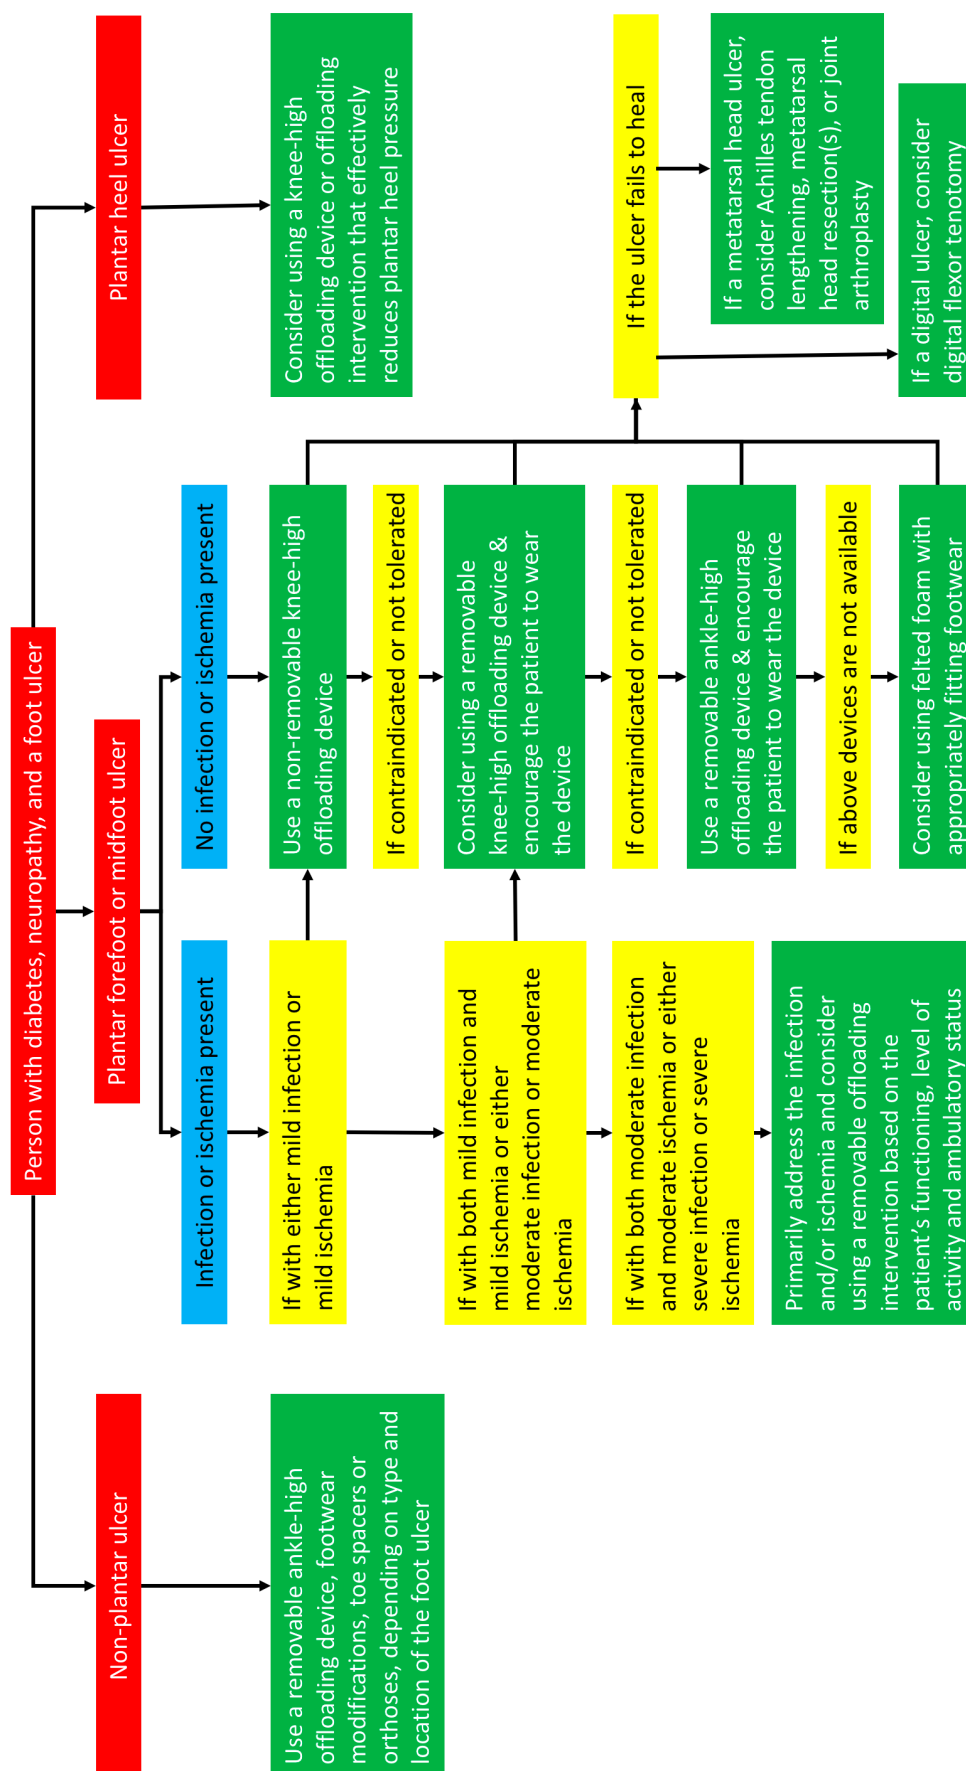 Person with diabetes, neuropathy, and a foot ulcer
Non-plantar ulcer
Plantar forefoot or midfoot ulcer
Plantar heel ulcer
Use a removable ankle-high
offloading device, footwear
modifications, toe spacers or
orthoses, depending on type and
location of the foot ulcer
Infection or ischemia present
No infection or ischemia present
Consider using a knee-high
offloading device or offloading
intervention that effectively
reduces plantar heel pressure
If with either mild infection or
mild ischemia
Use a non-removable knee-high
offloading device
If contraindicated or not tolerated
If with both mild infection and
mild ischemia or either
moderate infection or moderate
ischemia
Consider using a removable
knee-high offloading device &
encourage the patient to wear
the device
If with both moderate infection
and moderate ischemia or either
severe infection or severe
ischemia
If contraindicated or not tolerated
If the ulcer fails to heal
Primarily address the infection
and/or ischemia and consider
using a removable offloading
intervention based on the
patient’s functioning, level of
activity and ambulatory status
Use a removable ankle-high
offloading device & encourage
the patient to wear the device
If a metatarsal head ulcer,
consider Achilles tendon
lengthening, metatarsal
head resection(s), or joint
arthroplasty
If above devices are not available
Consider using felted foam with
appropriately fitting footwear
If a digital ulcer, consider
digital flexor tenotomy